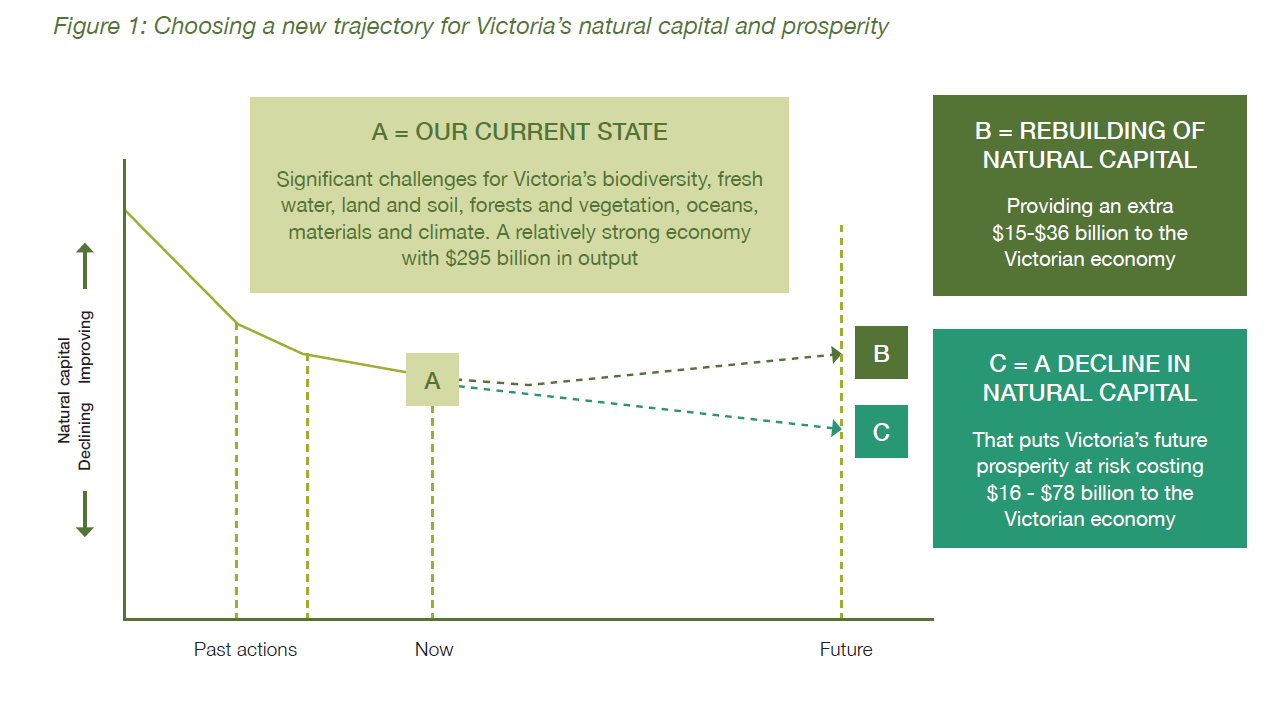 Figure 1: Choosing a new trajectory for Victoria’s natural capital and prosperity
A = OUR CURRENT STATE
Significant challenges for Victoria’s biodiversity, fresh
water, land and soil, forests and vegetation, oceans,
materials and climate. A relatively strong economy
with $295 billion in output
B = REBUILDING OF
NATURAL CAPITAL
Providing an extra
$15-$36 billion to the
Victorian economy
C = A DECLINE IN
NATURAL CAPITAL
That puts Victoria’s future
prosperity at risk costing
$16 - $78 billion to the
Victorian economy
Natural capital
Declining Improving
A
B
C
Past actions
Now
Future